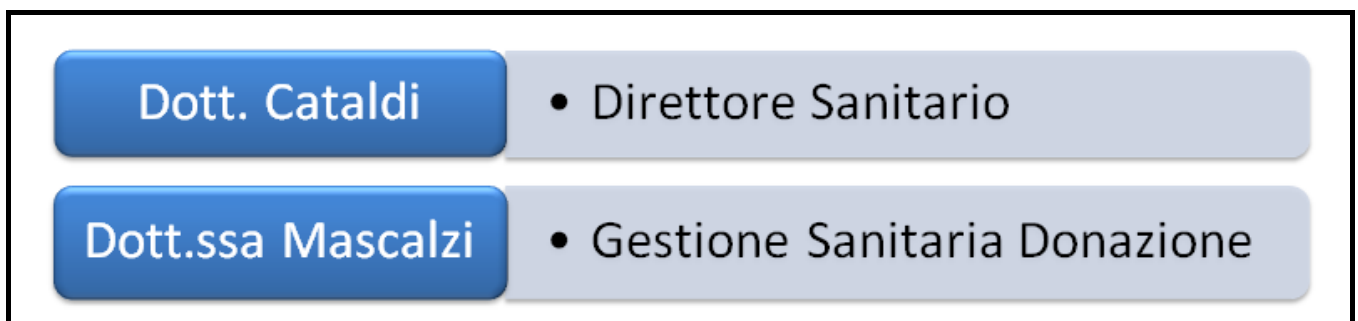 Dott. Cataldi
• Direttore Sanitario
Dott.ssa Mascalzi
• Gestione Sanitaria Donazione